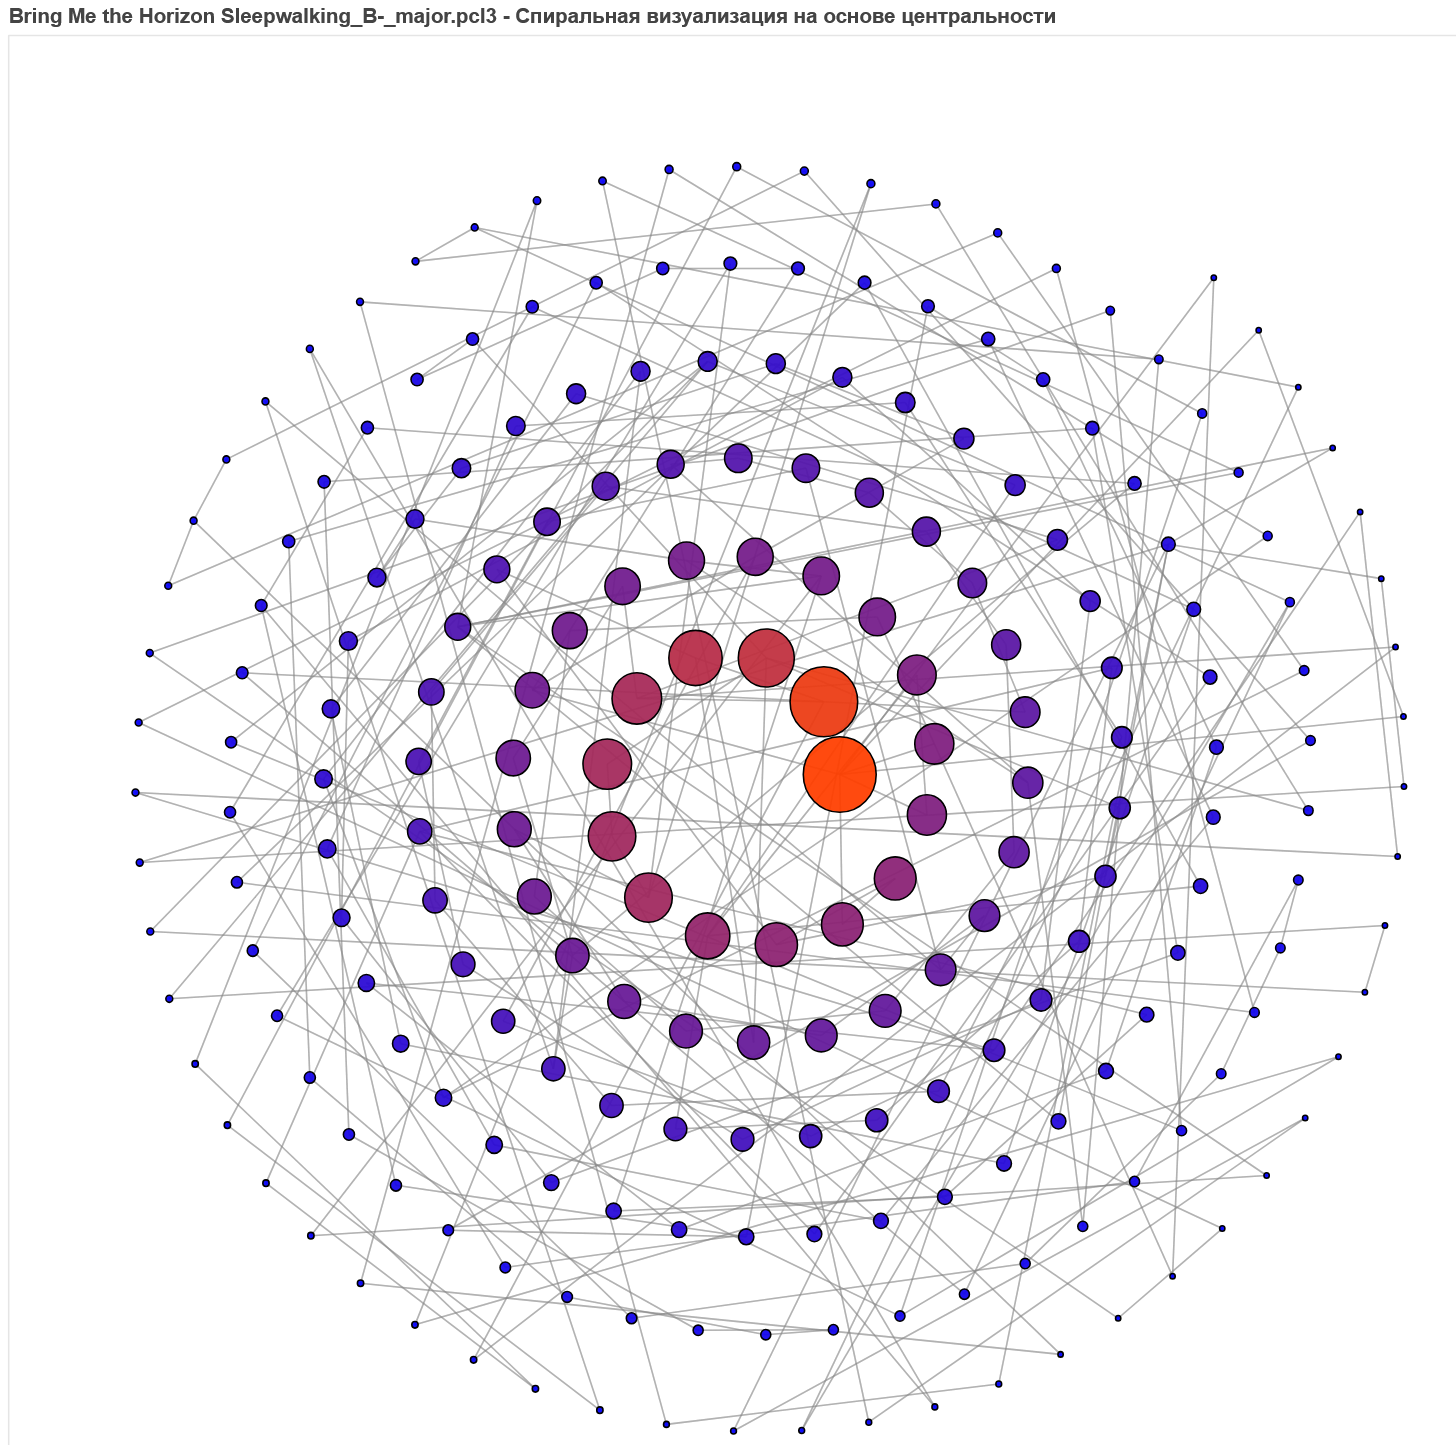 Bring Me the Horizon Sleepwalking_B-_major.pcl3 - Спиральная визуализация на основе центральности